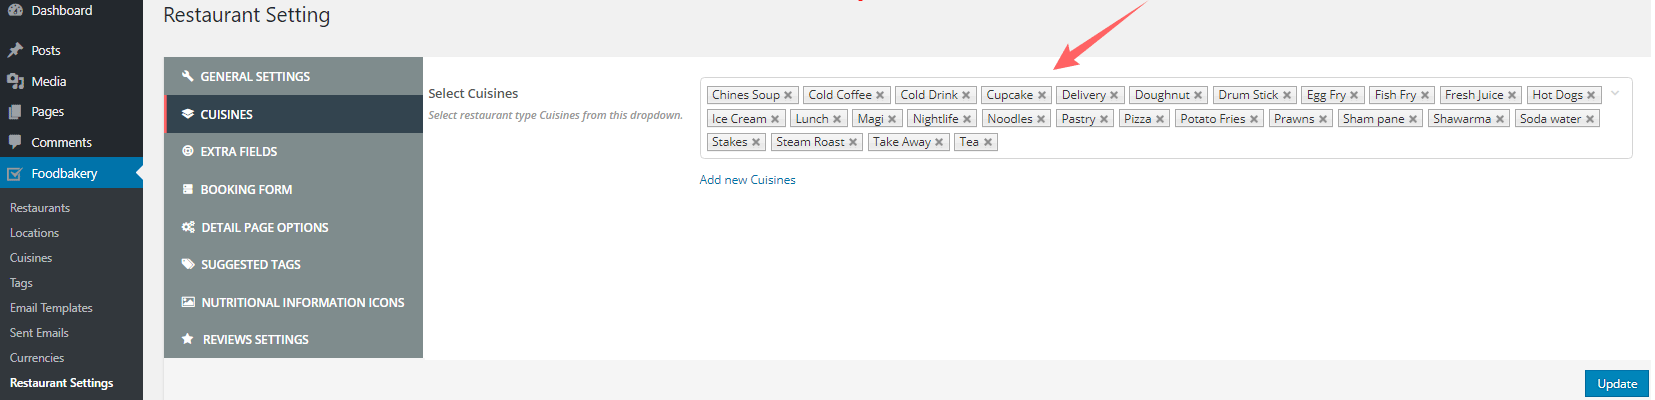 Dashboard
Posts
Media
Pages
Comments
Foodbakery
Restaurants
Locations
Cuisines
Tags
Email Templates
Sent Emails
Currencies
Restaurant Settings
Restaurant Setting
GENERAL SETTINGS
CUISINES
EXTRA FIELDS
BOOKING FORM
DETAIL PAGE OPTIONS
SUGGESTED TAGS
NUTRITIONAL INFORMATION ICONS
REVIEWS SETTINGS
Select Cuisines
Select restaurant type Cuisines from this dropdown.
Chines Soup Cold Coffee Cold Drink Cupcake Delivery Doughnut Drum Stick Egg Fry Fish Fry Fresh Juice Hot Dogs
Ice Cream Lunch Magi Nightlife Noodles Pastry Pizza Potato Fries Prawns Sham pane Shawarma Soda water
Stakes Steam Roast Take Away Tea
Add new Cuisines
Update